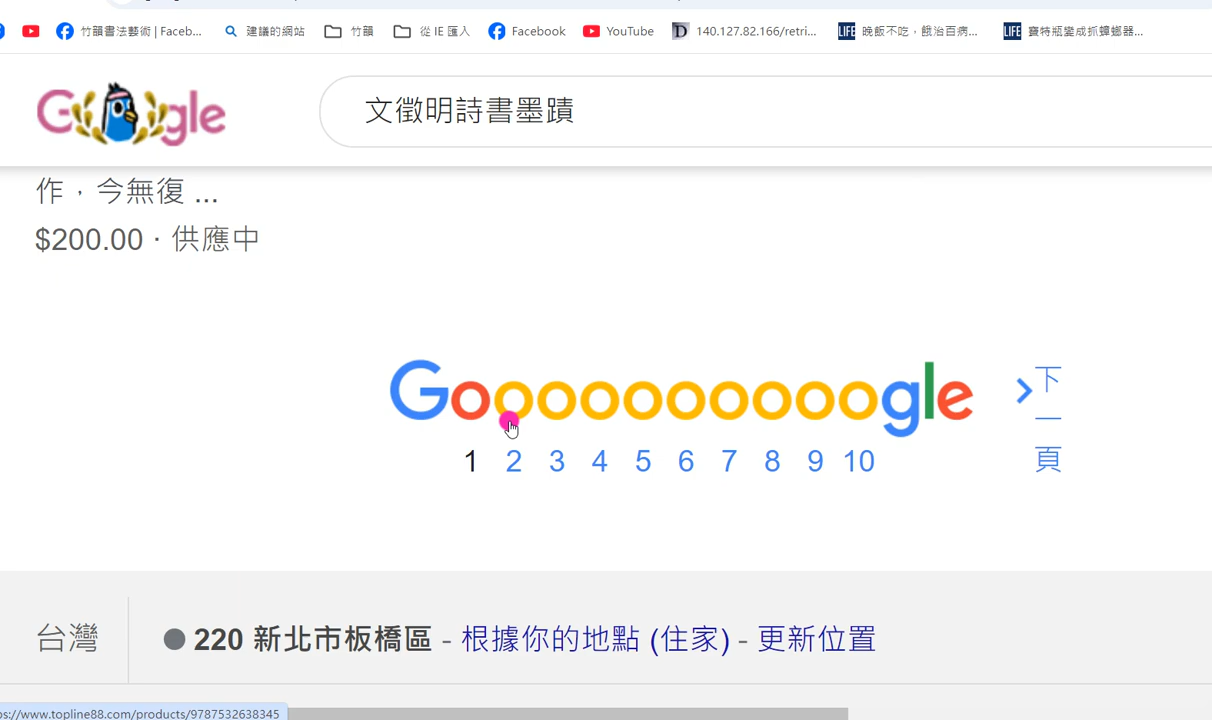 竹韻書法藝術 | Faceb... 建議的網站 竹韻 從 IE 匯入 Facebook YouTube 140.127.82.166/retri... 晚飯不吃，餓治百病... 寶特瓶變成抓蟑螂器...
Google 文徵明詩書墨蹟
作，今無復 ...
$200.00 · 供應中
Goooooooooogle
1 2 3 4 5 6 7 8 9 10
下一頁
台灣 220 新北市板橋區 - 根據你的地點 (住家) - 更新位置
ps://www.topline88.com/products/9787532638345